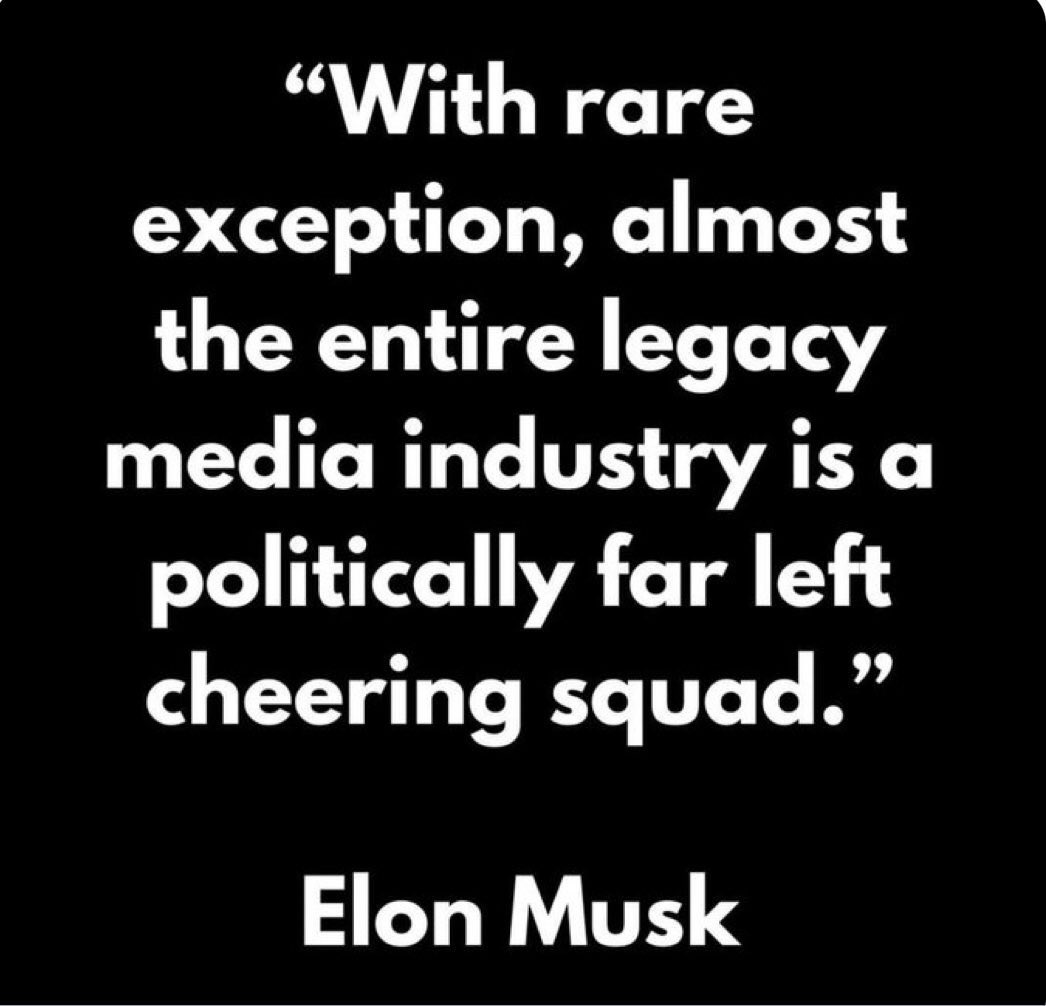 “With rare
exception, almost
the entire legacy
media industry is a
politically far left
cheering squad.”
Elon Musk